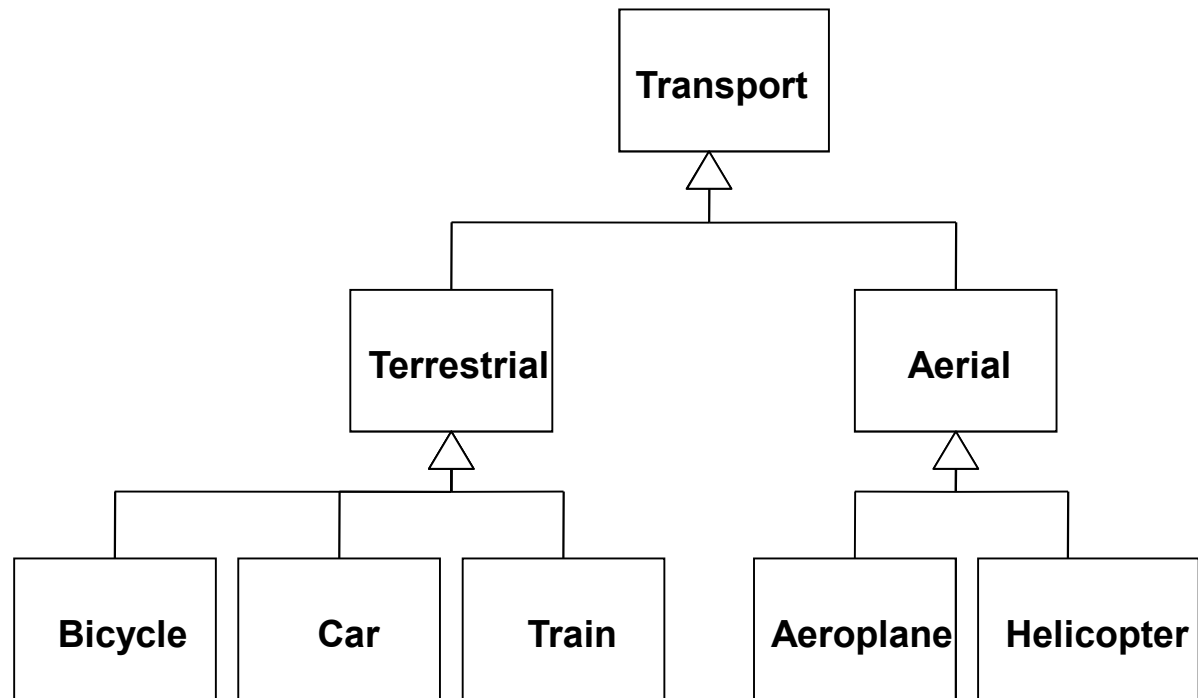 Transport
Terrestrial
Aerial
Bicycle
Car
Train
Aeroplane
Helicopter